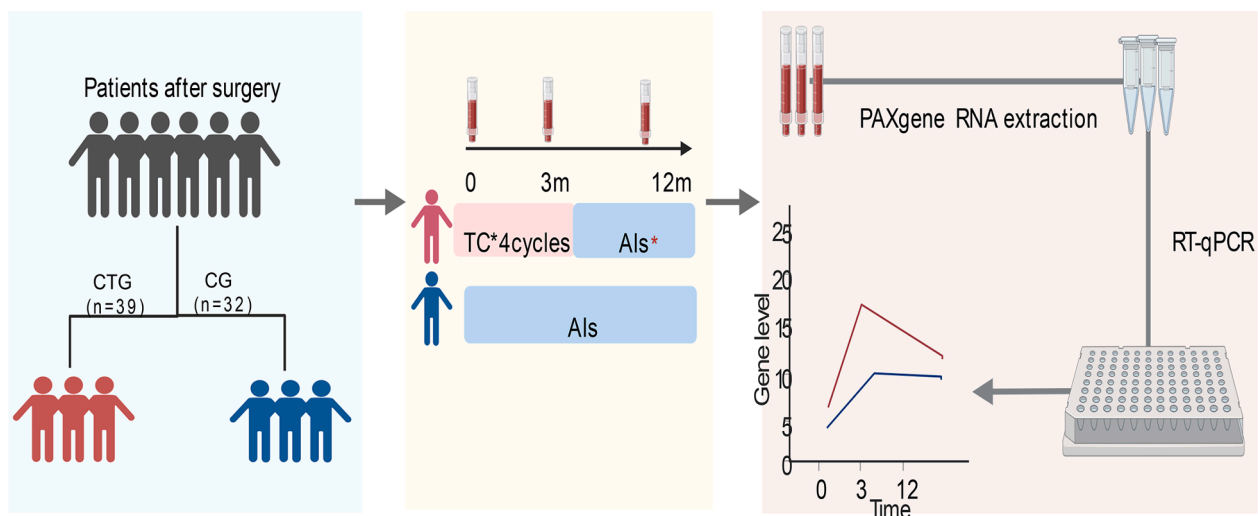 Patients after surgery
CTG
(n=39)
CG
(n=32)
0 3m 12m
TC*4cycles
AIs*
AIs
PAXgene RNA extraction
RT-qPCR
Gene level
25
20
15
10
5
0
0 3 12
Time